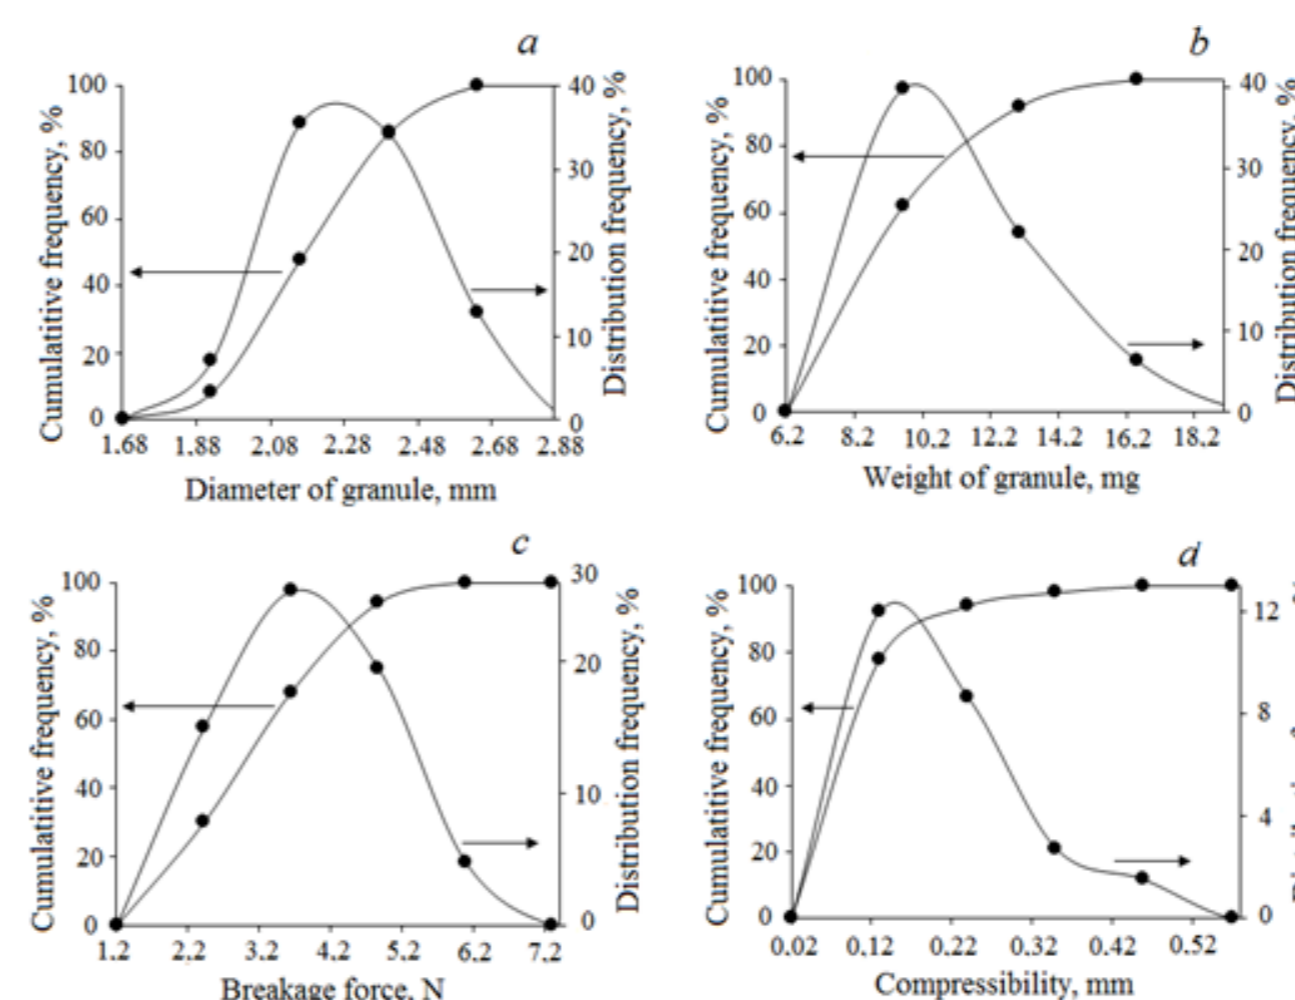 a
Cumulatitive frequency, %
100
80
60
40
20
0
40
30
20
10
0
Distribution frequency, %
1.68 1.88 2.08 2.28 2.48 2.68 2.88
Diameter of granule, mm
b
Cumulatitive frequency, %
100
80
60
40
20
0
40
30
20
10
0
Distribution frequency, %
6.2 8.2 10.2 12.2 14.2 16.2 18.2
Weight of granule, mg
c
Cumulatitive frequency, %
100
80
60
40
20
0
30
20
10
0
Distribution frequency, %
1.2 2.2 3.2 4.2 5.2 6.2 7.2
Breakage force, N
d
Cumulatitive frequency, %
100
80
60
40
20
0
12
8
4
0
0.02 0.12 0.22 0.32 0.42 0.52
Compressibility, mm